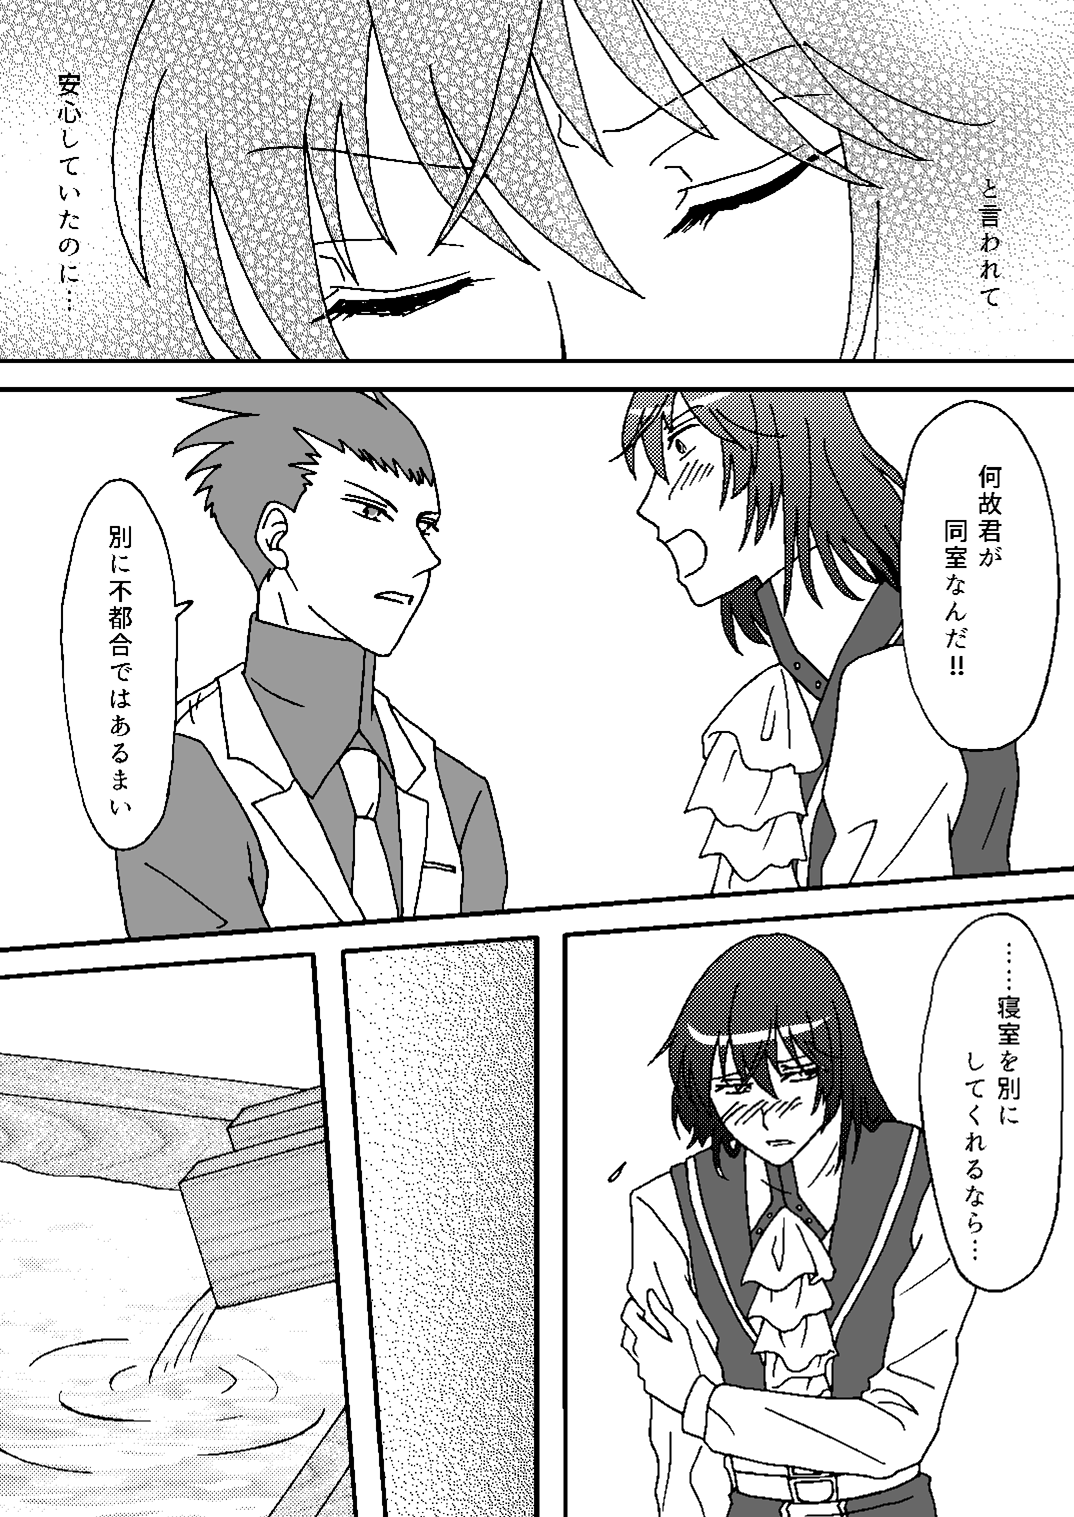 と言われて
安心していたのに…
何故君が
同室なんだ!!
別に不都合ではあるまい
……寝室を別に
してくれるなら…